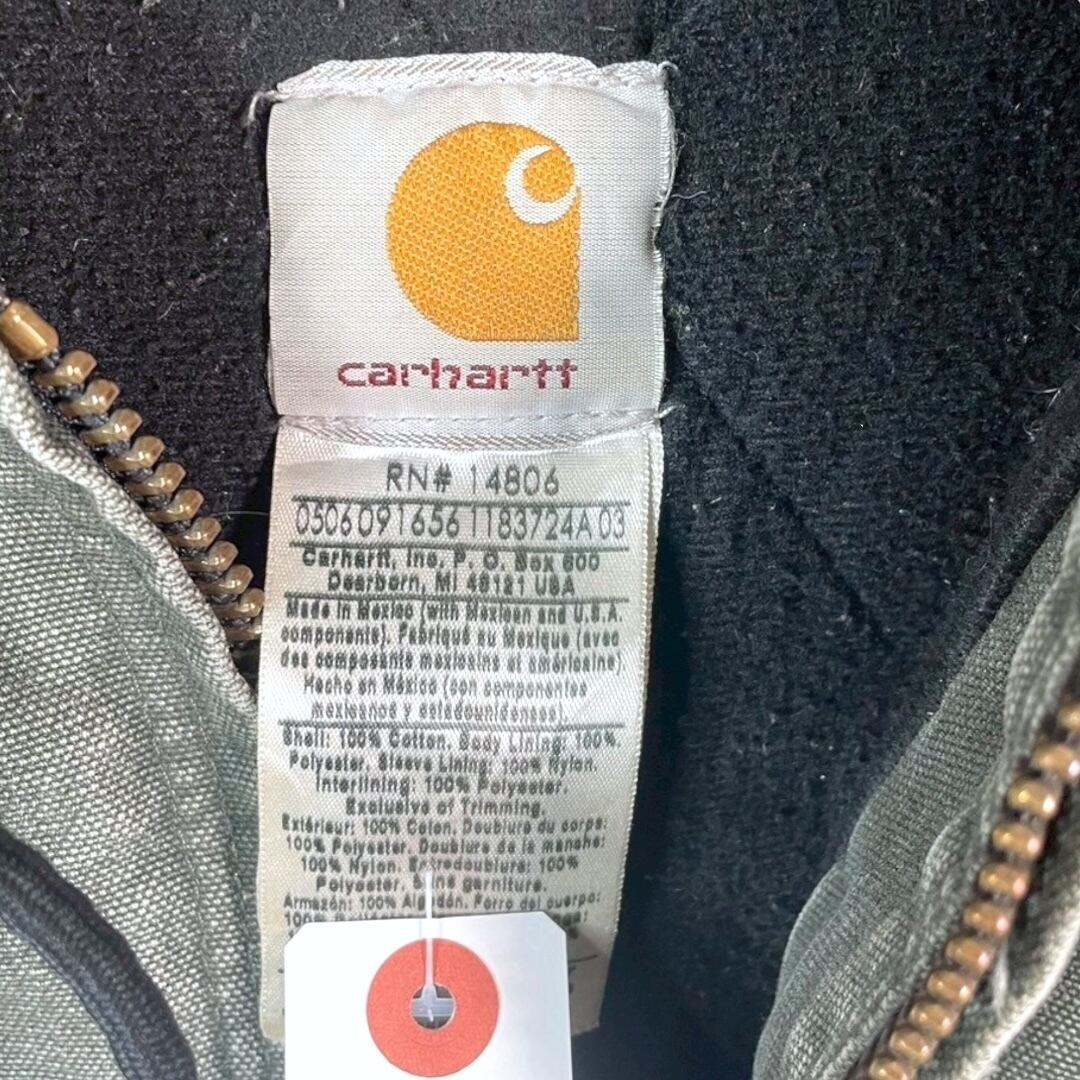 carhartt
RN# 14806
0506091656 1183724A03
Carhartt, Inc. P. O. Box 600
Dearborn, MI 48121 USA
Made in Mexico (with Mexican and U.S.A.
components). Fabriqué au Mexique (avec
des composants mexicains et américains)
Hecho en México (con componentes
mexicanos y estadounidenses).
Shell: 100% Cotton. Body Lining: 100%
Polyester. Sleeve Lining: 100% Nylon.
Interlining: 100% Polyester.
Exclusive of Trimming.
Extérieur: 100% Coton. Doublure du corps:
100% Polyester. Doublure de la manche:
100% Nylon. Entredoublure: 100%
Polyester. Sans garniture.
Armazón: 100% Algodón. Forro del cuerpo:
100%